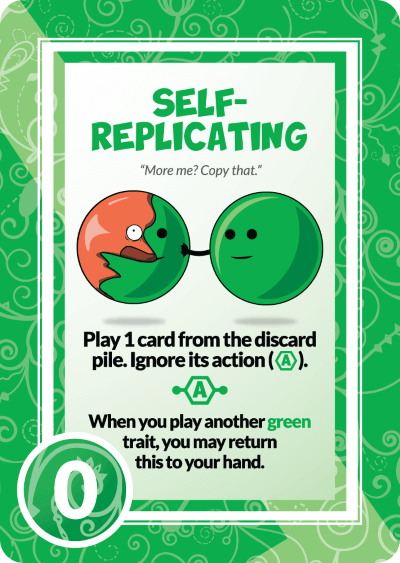 SELF-
REPLICATING
“More me? Copy that.”
Play 1 card from the discard
pile. Ignore its action (A).
A
When you play another green
trait, you may return
this to your hand.
0